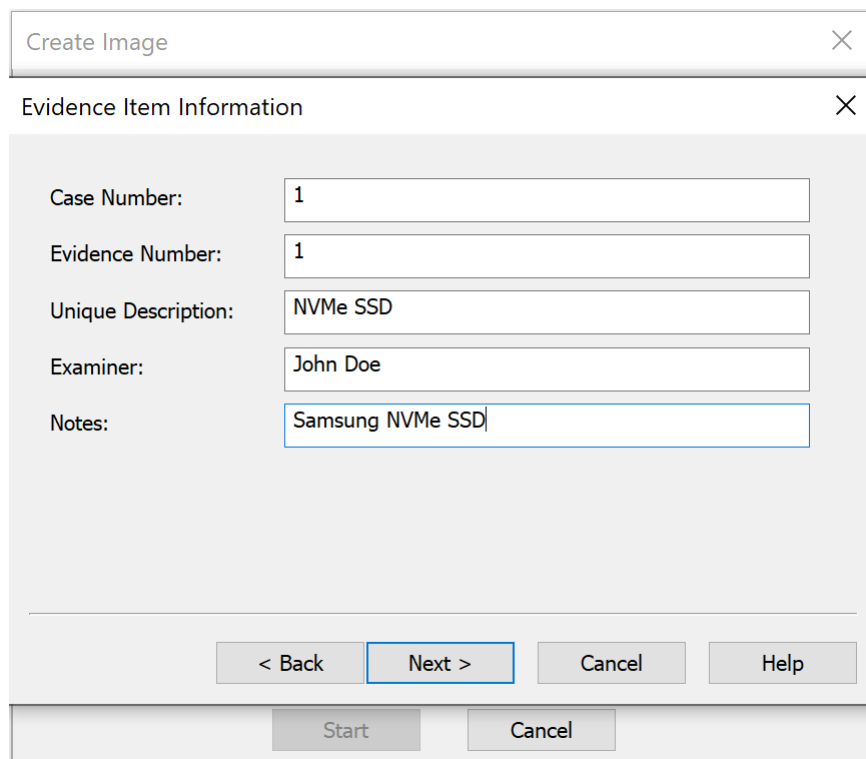 Create Image
Evidence Item Information
Case Number: 1
Evidence Number: 1
Unique Description: NVMe SSD
Examiner: John Doe
Notes: Samsung NVMe SSD
< Back Next > Cancel Help
Start Cancel